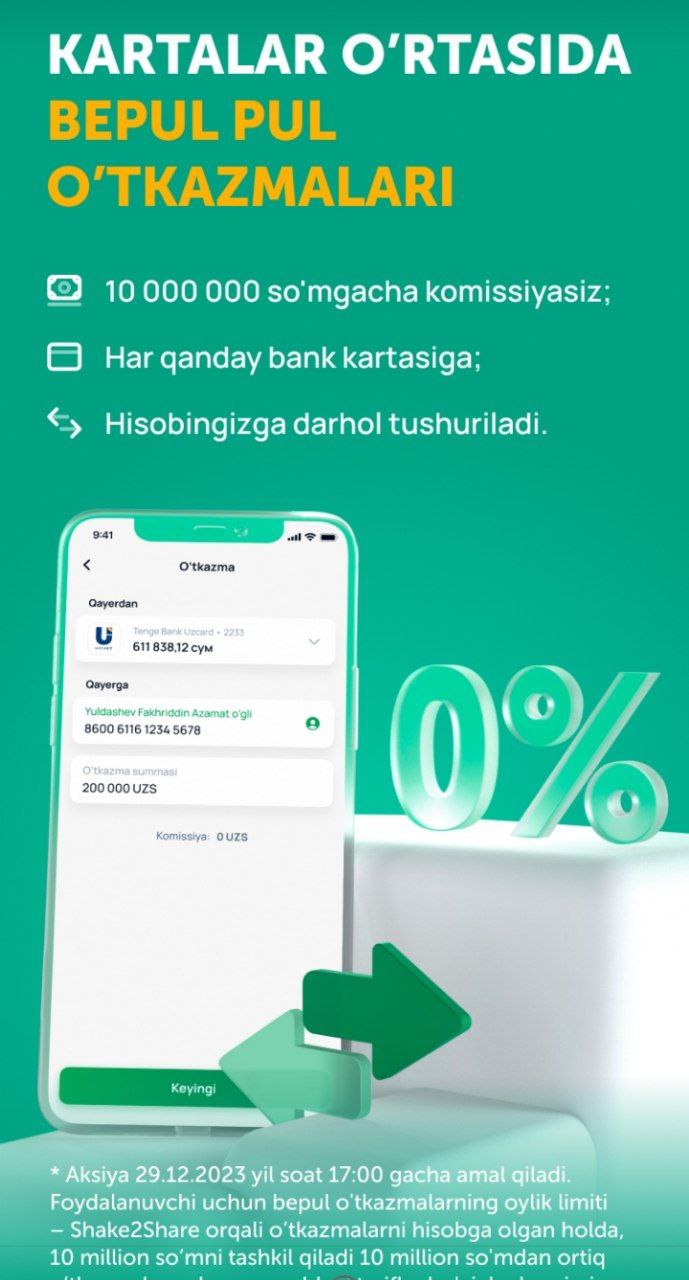 KARTALAR O‘RTASIDA
BEPUL PUL
O‘TKAZMALARI
10 000 000 so'mgacha komissiyasiz;
Har qanday bank kartasiga;
Hisobingizga darhol tushuriladi.
9:41
O'tkazma
Qayerdan
Tenge Bank Uzcard • 2233
611 838,12 сум
Qayerga
Yuldashev Fakhriddin Azamat o'gli
8600 6116 1234 5678
O'tkazma summasi
200 000 UZS
Komissiya: 0 UZS
0%
Keyingi
* Aksiya 29.12.2023 yil soat 17:00 gacha amal qiladi.
Foydalanuvchi uchun bepul o'tkazmalarning oylik limiti
– Shake2Share orqali o‘tkazmalarni hisobga olgan holda,
10 million so‘mni tashkil qiladi 10 million so'mdan ortiq